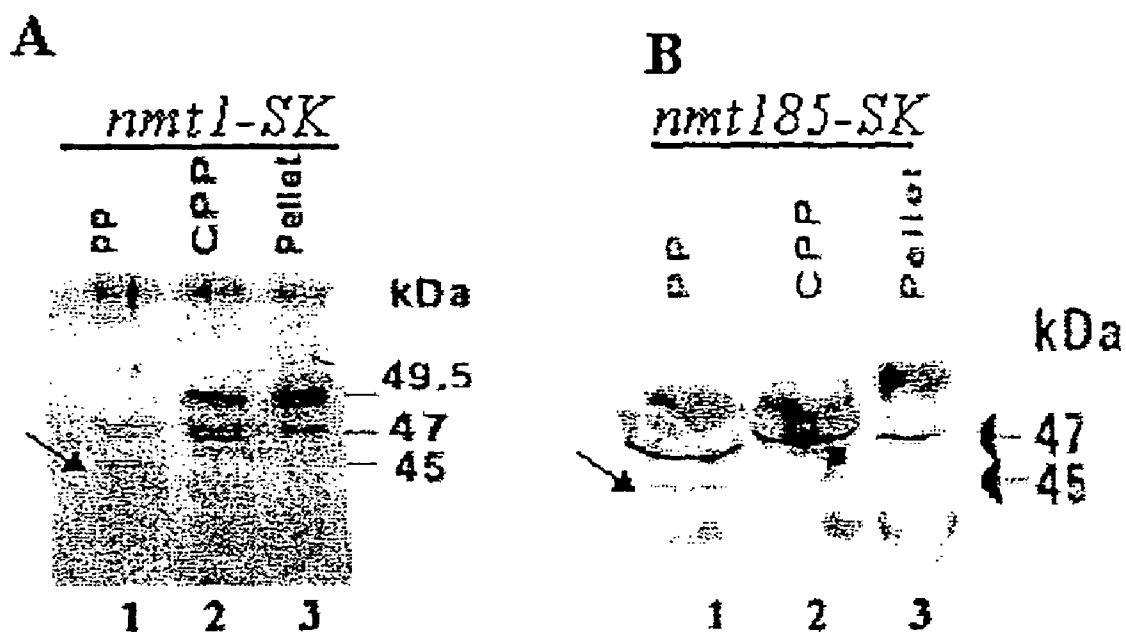 A
nmt1-SK
PP
CPP
Pellet
kDa
49.5
47
45
1 2 3
B
nmt185-SK
PP
CPP
Pellet
kDa
47
45
1 2 3